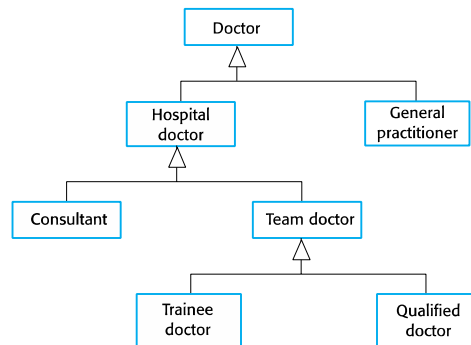 Doctor
Hospital
doctor
General
practitioner
Consultant
Team doctor
Trainee
doctor
Qualified
doctor